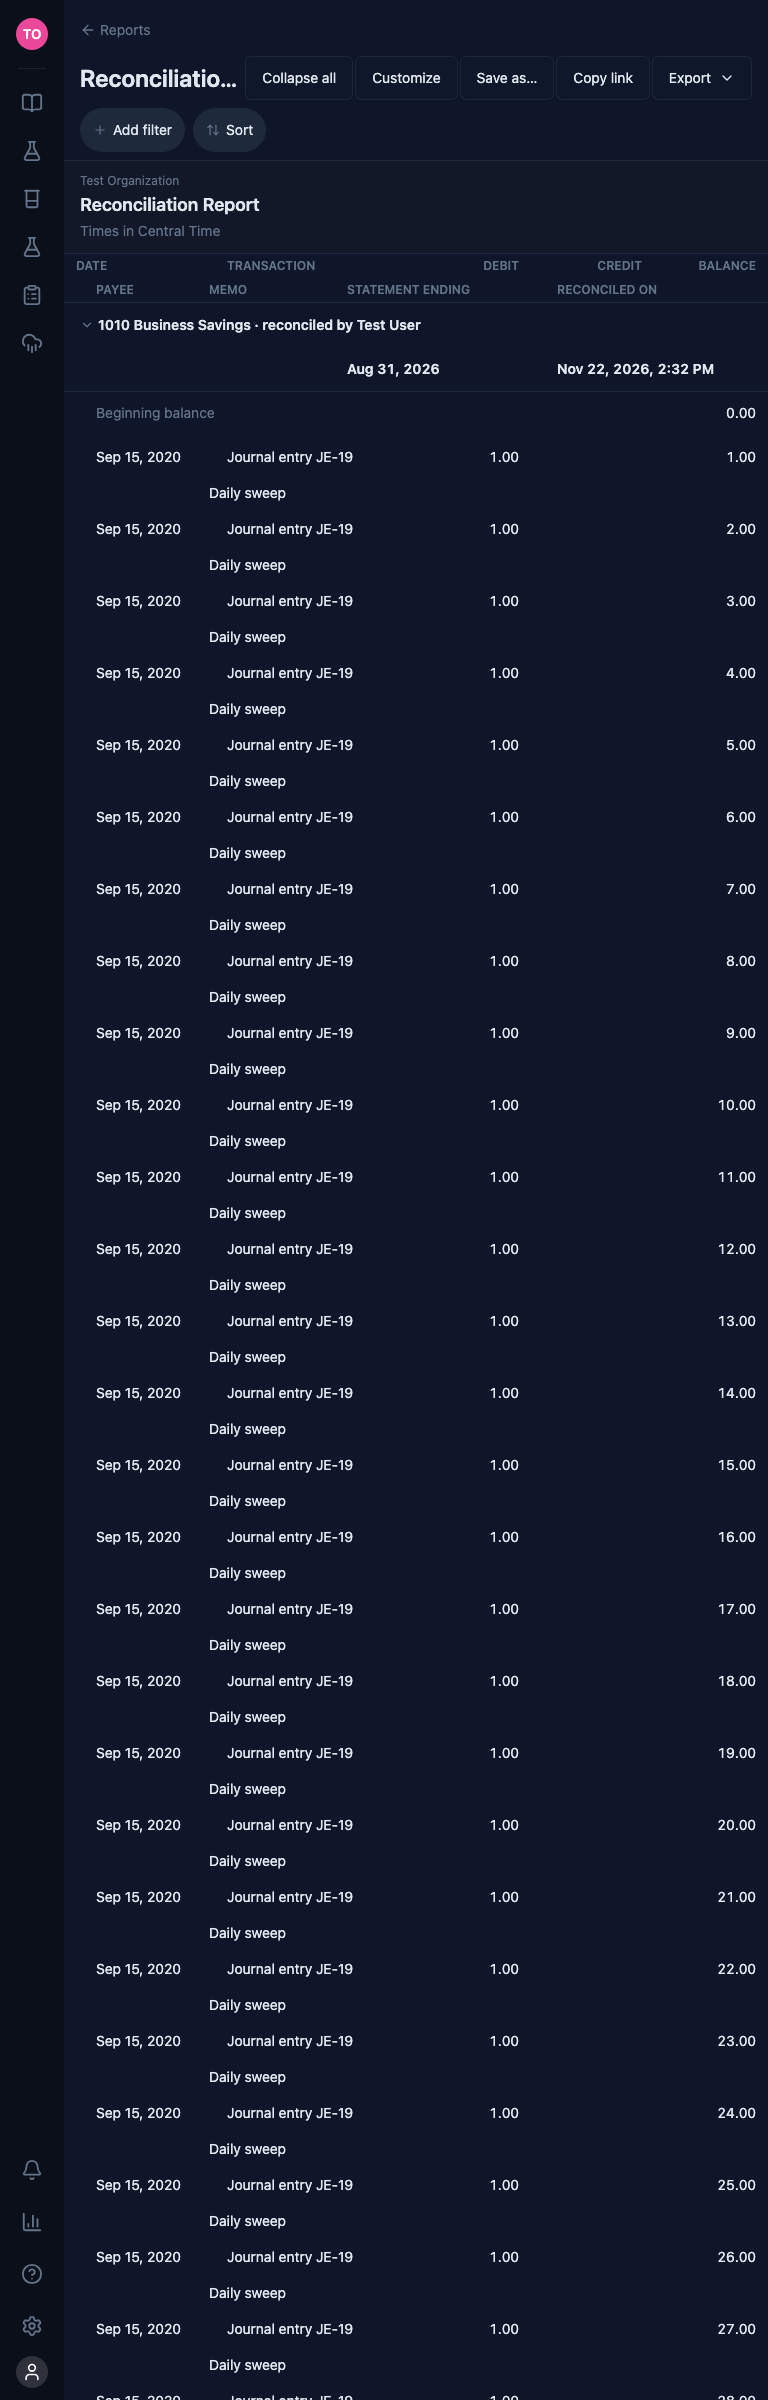 TO
Reports
Reconciliatio...
Collapse all
Customize
Save as...
Copy link
Export
Add filter
Sort
Test Organization
Reconciliation Report
Times in Central Time
DATE TRANSACTION DEBIT CREDIT BALANCE
PAYEE MEMO STATEMENT ENDING RECONCILED ON
1010 Business Savings · reconciled by Test User
Aug 31, 2026 Nov 22, 2026, 2:32 PM
Beginning balance 0.00
Sep 15, 2020 Journal entry JE-19 1.00 1.00
Daily sweep
Sep 15, 2020 Journal entry JE-19 1.00 2.00
Daily sweep
Sep 15, 2020 Journal entry JE-19 1.00 3.00
Daily sweep
Sep 15, 2020 Journal entry JE-19 1.00 4.00
Daily sweep
Sep 15, 2020 Journal entry JE-19 1.00 5.00
Daily sweep
Sep 15, 2020 Journal entry JE-19 1.00 6.00
Daily sweep
Sep 15, 2020 Journal entry JE-19 1.00 7.00
Daily sweep
Sep 15, 2020 Journal entry JE-19 1.00 8.00
Daily sweep
Sep 15, 2020 Journal entry JE-19 1.00 9.00
Daily sweep
Sep 15, 2020 Journal entry JE-19 1.00 10.00
Daily sweep
Sep 15, 2020 Journal entry JE-19 1.00 11.00
Daily sweep
Sep 15, 2020 Journal entry JE-19 1.00 12.00
Daily sweep
Sep 15, 2020 Journal entry JE-19 1.00 13.00
Daily sweep
Sep 15, 2020 Journal entry JE-19 1.00 14.00
Daily sweep
Sep 15, 2020 Journal entry JE-19 1.00 15.00
Daily sweep
Sep 15, 2020 Journal entry JE-19 1.00 16.00
Daily sweep
Sep 15, 2020 Journal entry JE-19 1.00 17.00
Daily sweep
Sep 15, 2020 Journal entry JE-19 1.00 18.00
Daily sweep
Sep 15, 2020 Journal entry JE-19 1.00 19.00
Daily sweep
Sep 15, 2020 Journal entry JE-19 1.00 20.00
Daily sweep
Sep 15, 2020 Journal entry JE-19 1.00 21.00
Daily sweep
Sep 15, 2020 Journal entry JE-19 1.00 22.00
Daily sweep
Sep 15, 2020 Journal entry JE-19 1.00 23.00
Daily sweep
Sep 15, 2020 Journal entry JE-19 1.00 24.00
Daily sweep
Sep 15, 2020 Journal entry JE-19 1.00 25.00
Daily sweep
Sep 15, 2020 Journal entry JE-19 1.00 26.00
Daily sweep
Sep 15, 2020 Journal entry JE-19 1.00 27.00
Daily sweep